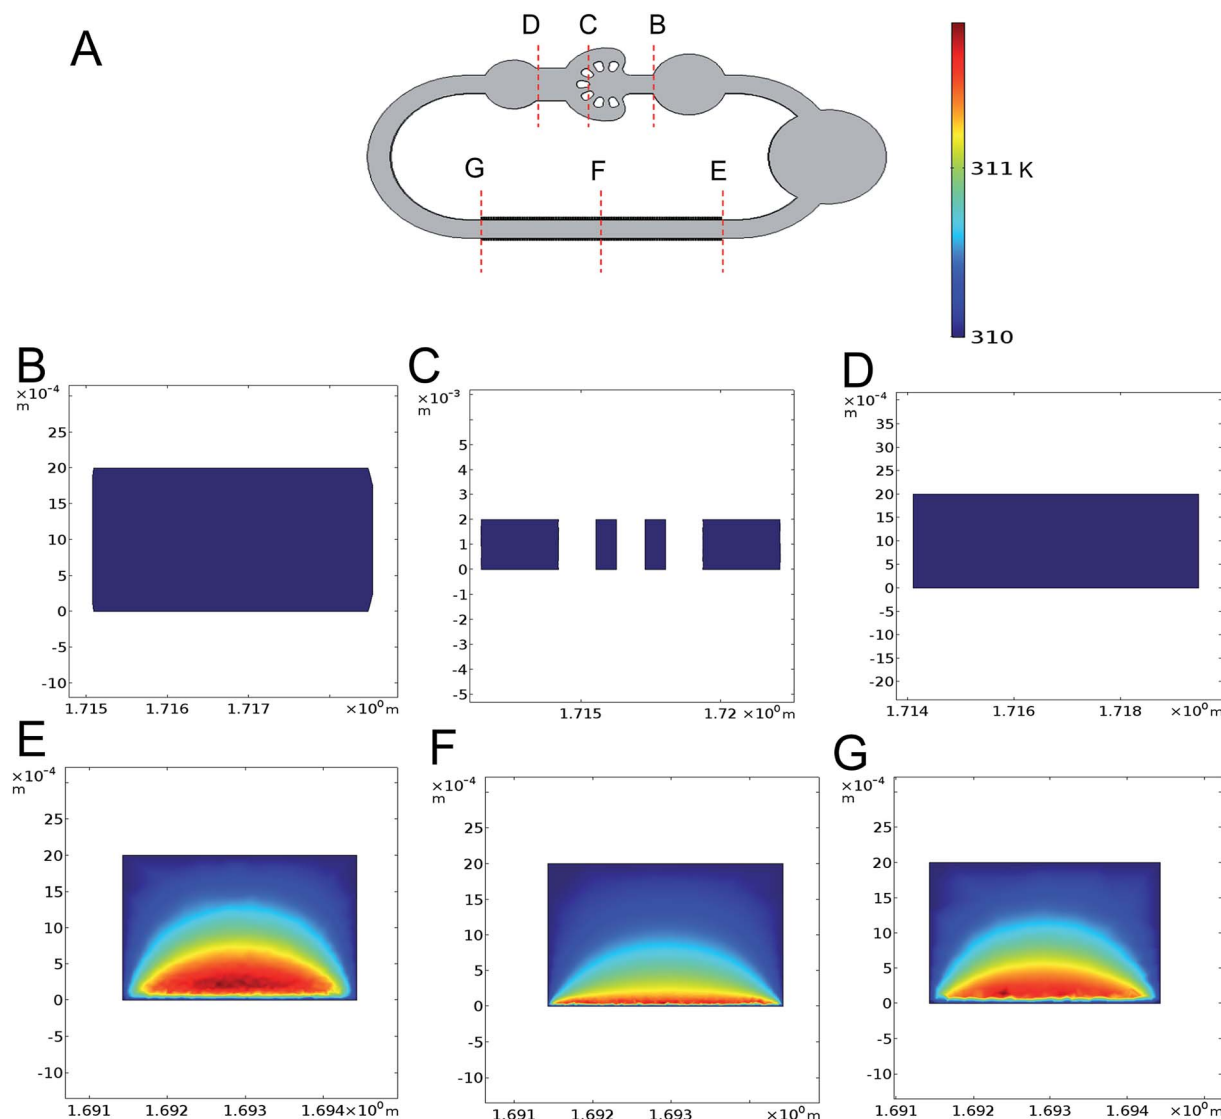 A
D C B
G F E
311 K
310
B
×10⁻⁴
m
25
20
15
10
5
0
-5
-10
1.715 1.716 1.717 ×10⁰m
C
×10⁻³
m
5
4
3
2
1
0
-1
-2
-3
-4
-5
1.715 1.72 ×10⁰m
D
×10⁻⁴
m
35
30
25
20
15
10
5
0
-5
-10
-15
-20
1.714 1.716 1.718 ×10⁰m
E
×10⁻⁴
m
25
20
15
10
5
0
-5
-10
1.691 1.692 1.693 1.694×10⁰m
F
×10⁻⁴
m
25
20
15
10
5
0
-5
-10
1.691 1.692 1.693 ×10⁰m
G
×10⁻⁴
m
25
20
15
10
5
0
-5
-10
1.691 1.692 1.693 1.694 ×10⁰m